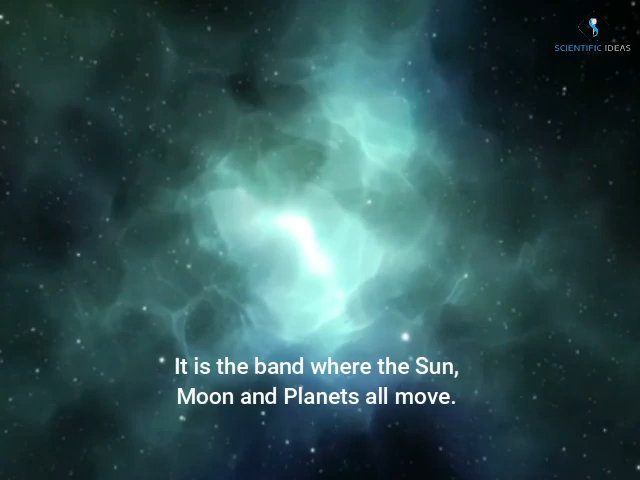 SCIENTIFIC IDEAS
It is the band where the Sun,
Moon and Planets all move.